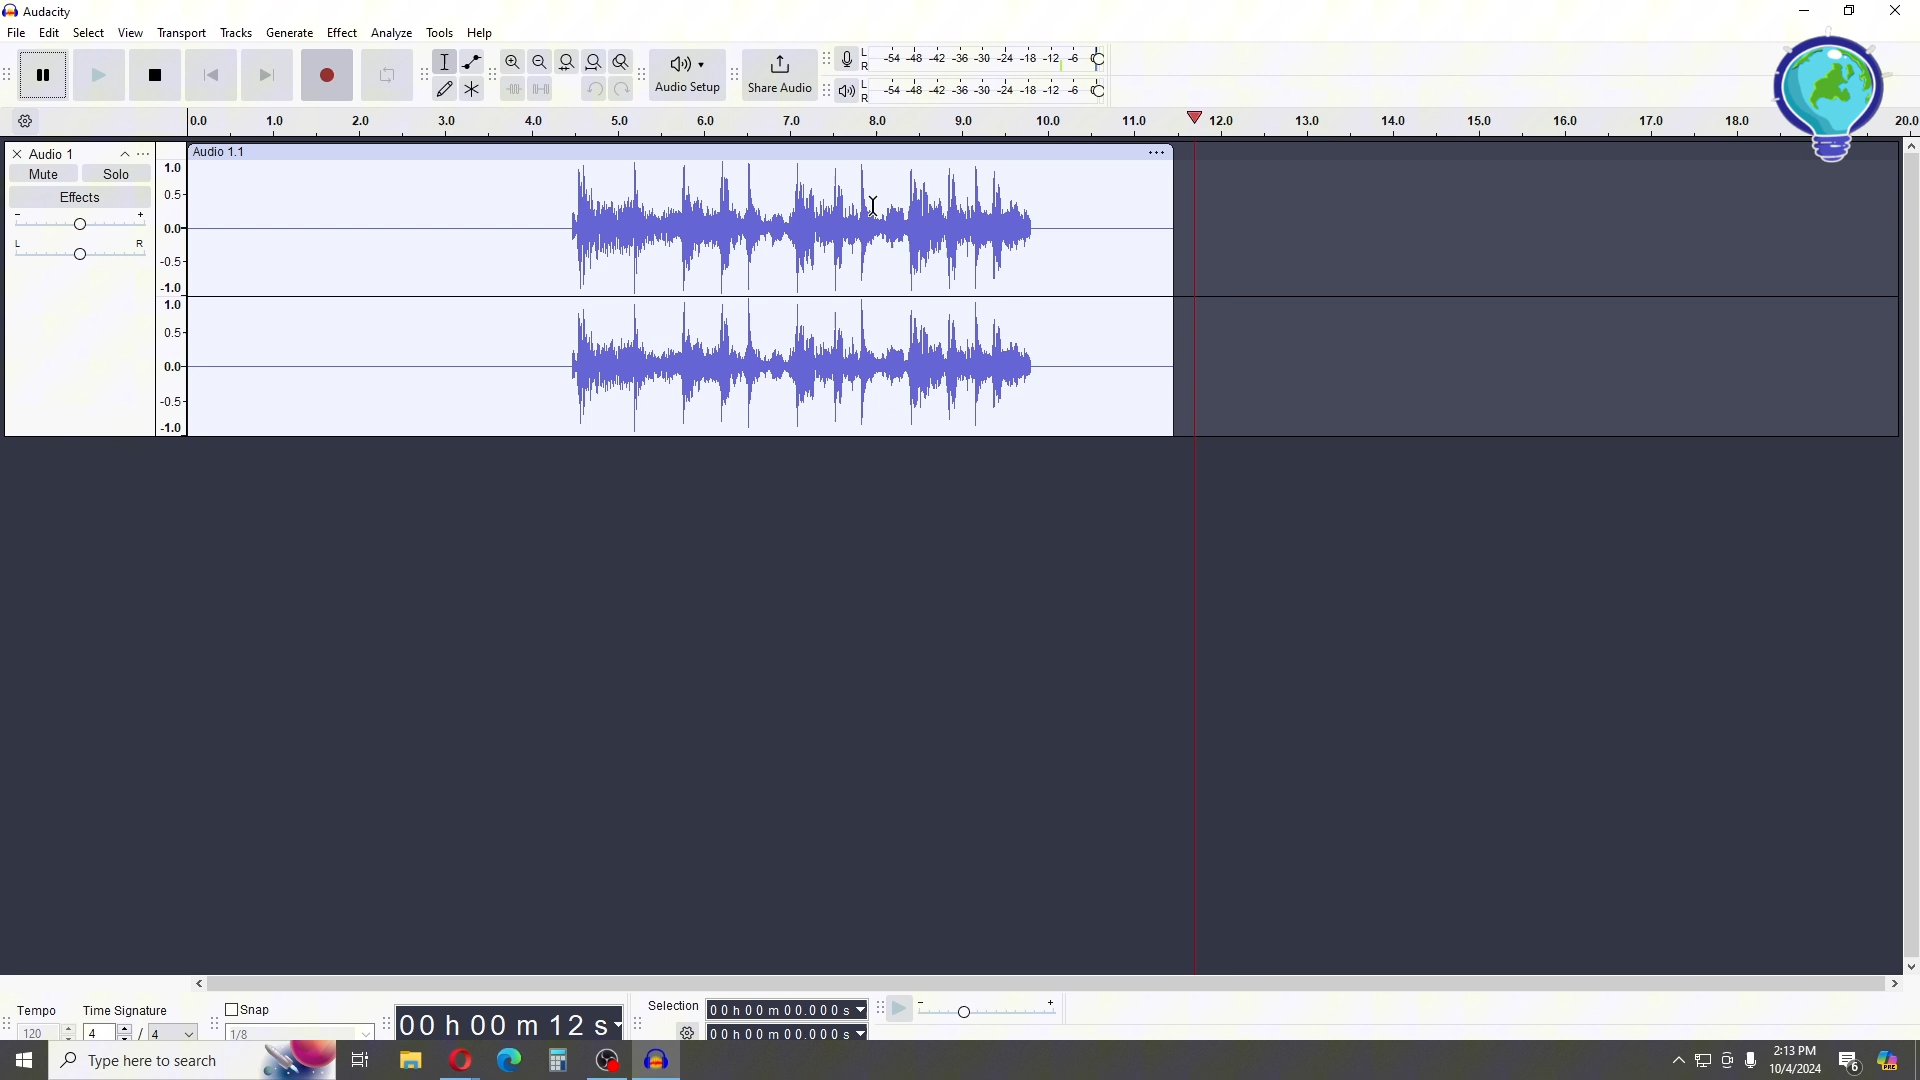 Audacity
File Edit Select View Transport Tracks Generate Effect Analyze Tools Help
L
R
-54 -48 -42 -36 -30 -24 -18 -12 -6 0
Audio Setup
Share Audio
L
R
-54 -48 -42 -36 -30 -24 -18 -12 -6 0
0.0 1.0 2.0 3.0 4.0 5.0 6.0 7.0 8.0 9.0 10.0 11.0 12.0 13.0 14.0 15.0 16.0 17.0 18.0 20.0
Audio 1
Audio 1.1
Mute Solo
Effects
- +
L R
1.0
0.5
0.0
-0.5
-1.0
1.0
0.5
0.0
-0.5
-1.0
Tempo
120
Time Signature
4 / 4
Snap
1/8
00 h 00 m 12 s
Selection
00 h 00 m 00.000 s
00 h 00 m 00.000 s
- +
Type here to search
2:13 PM
10/4/2024
6
PRE